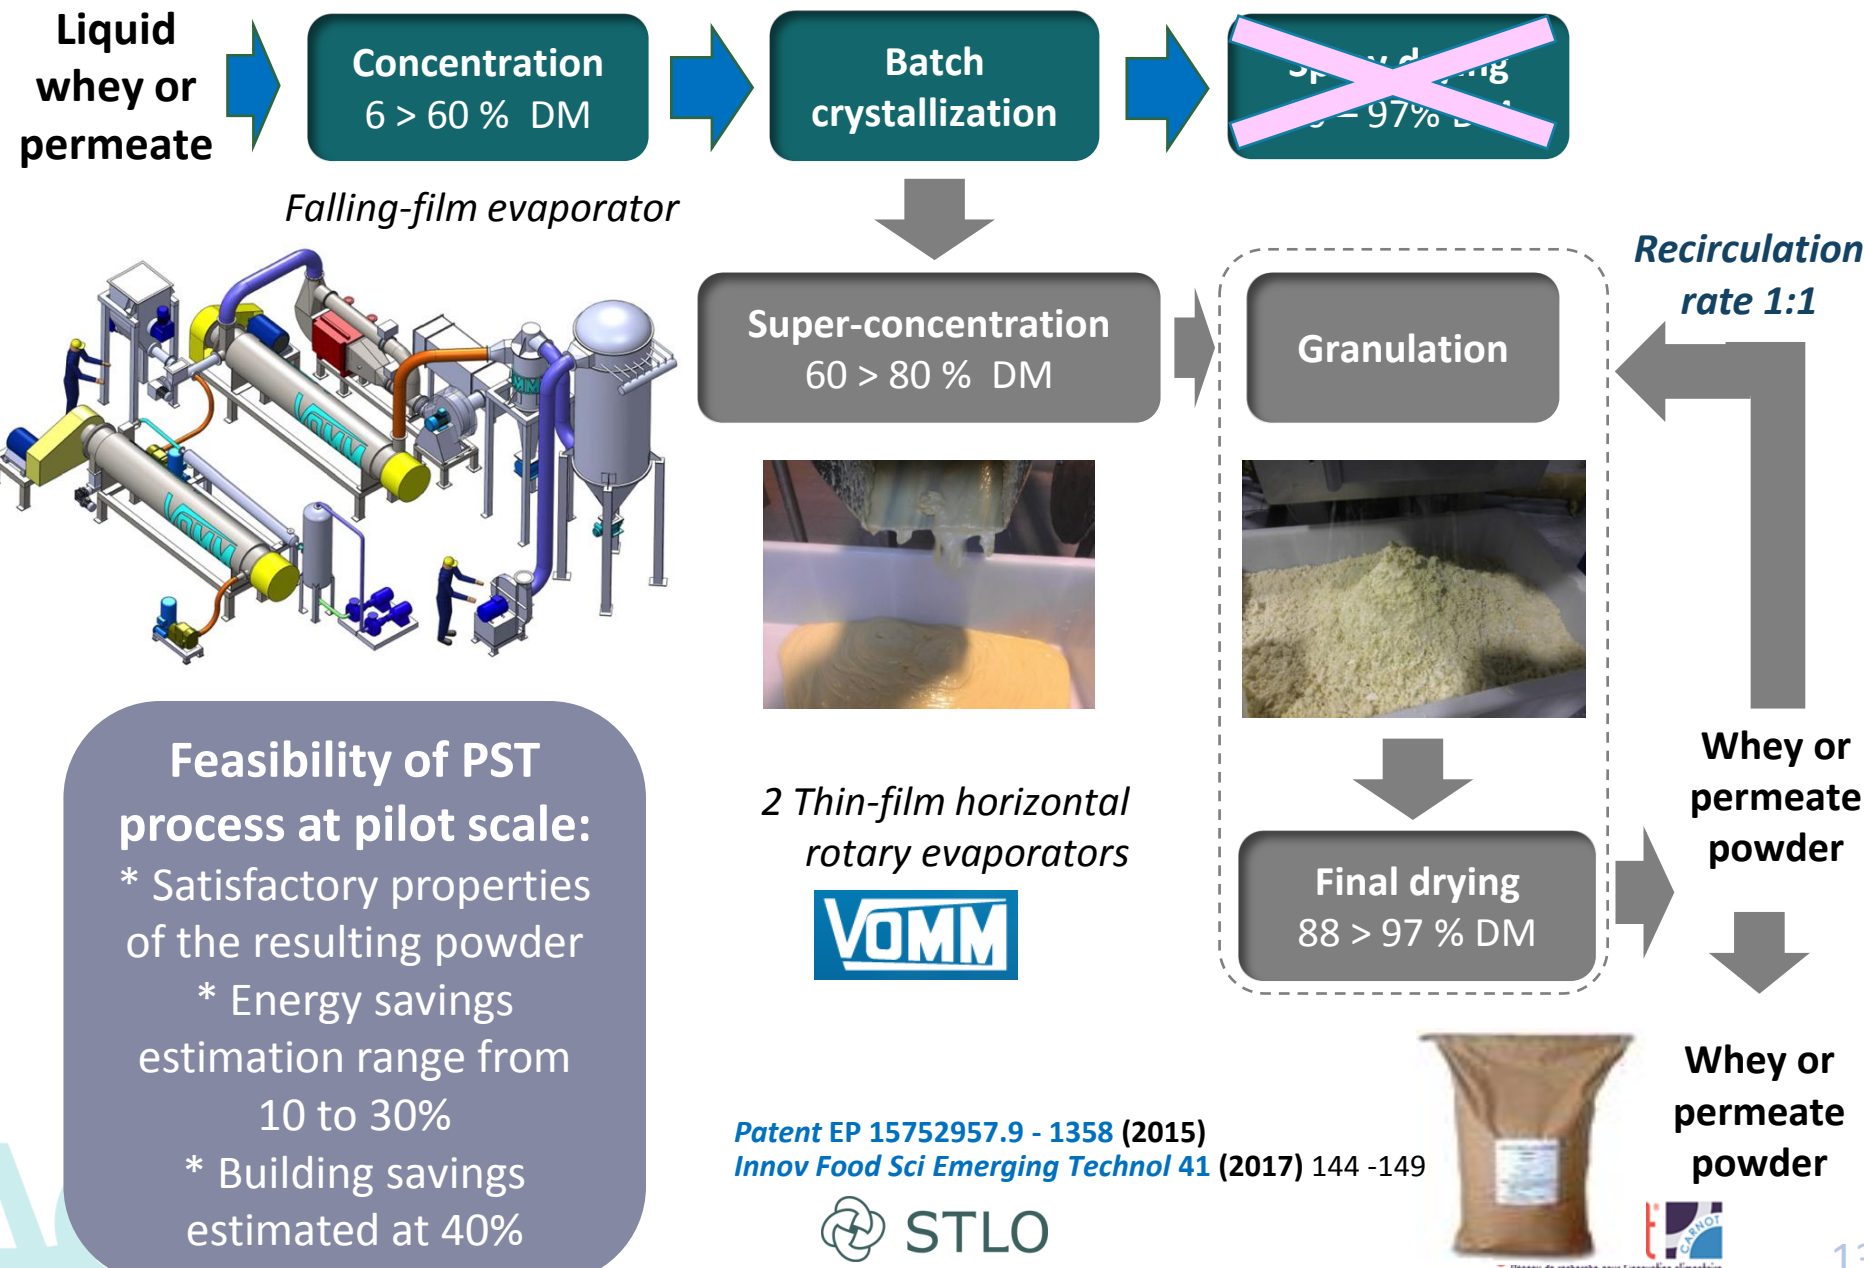 Liquid
whey or
permeate
Concentration
6 > 60 % DM
Batch
crystallization
97%
Falling-film evaporator
Recirculation
rate 1:1
Super-concentration
60 > 80 % DM
Granulation
VOMM
VOMM
Whey or
permeate
powder
Feasibility of PST
process at pilot scale:
* Satisfactory properties
of the resulting powder
* Energy savings
estimation range from
10 to 30%
* Building savings
estimated at 40%
2 Thin-film horizontal
rotary evaporators
VOMM
Final drying
88 > 97 % DM
Whey or
permeate
powder
Patent EP 15752957.9 - 1358 (2015)
Innov Food Sci Emerging Technol 41 (2017) 144 -149
STLO
CARNOT